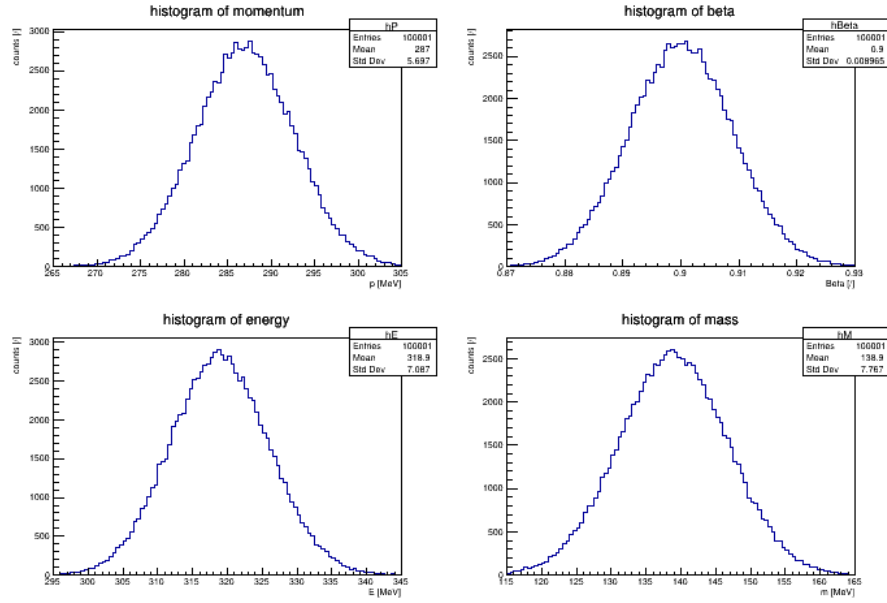 histogram of momentum
hP
Entries 100001
Mean 287
Std Dev 5.697
counts [/]
3000
2500
2000
1500
1000
500
0
265 270 275 280 285 290 295 300 305
p [MeV]
histogram of beta
hBeta
Entries 100001
Mean 0.9
Std Dev 0.008965
counts [/]
2500
2000
1500
1000
500
0
0.87 0.88 0.89 0.9 0.91 0.92 0.93
Beta [/]
histogram of energy
hE
Entries 100001
Mean 318.9
Std Dev 7.087
counts [/]
3000
2500
2000
1500
1000
500
0
295 300 305 310 315 320 325 330 335 340 345
E [MeV]
histogram of mass
hM
Entries 100001
Mean 138.9
Std Dev 7.767
counts [/]
2500
2000
1500
1000
500
0
115 120 125 130 135 140 145 150 155 160 165
m [MeV]